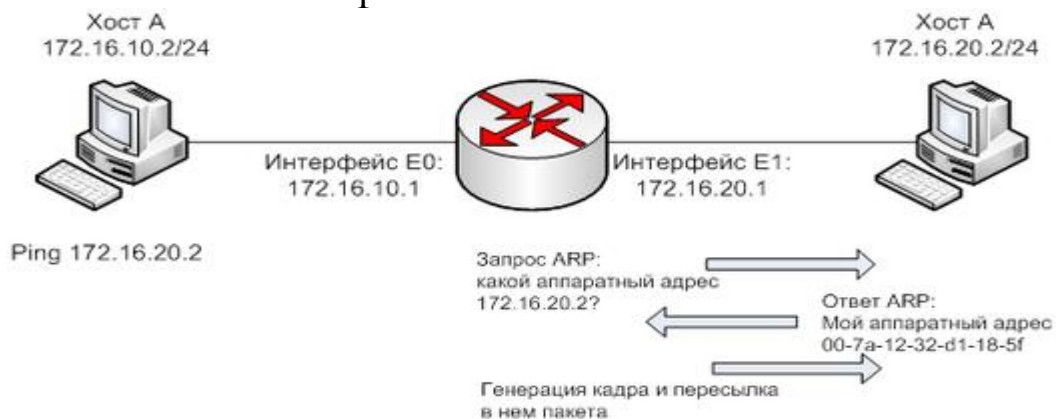 Хост А
172.16.10.2/24
Хост А
172.16.20.2/24
Интерфейс Е0:
172.16.10.1
Интерфейс Е1:
172.16.20.1
Ping 172.16.20.2
Запрос ARP:
какой аппаратный адрес
172.16.20.2?
Ответ ARP:
Мой аппаратный адрес
00-7a-12-32-d1-18-5f
Генерация кадра и пересылка
в нем пакета